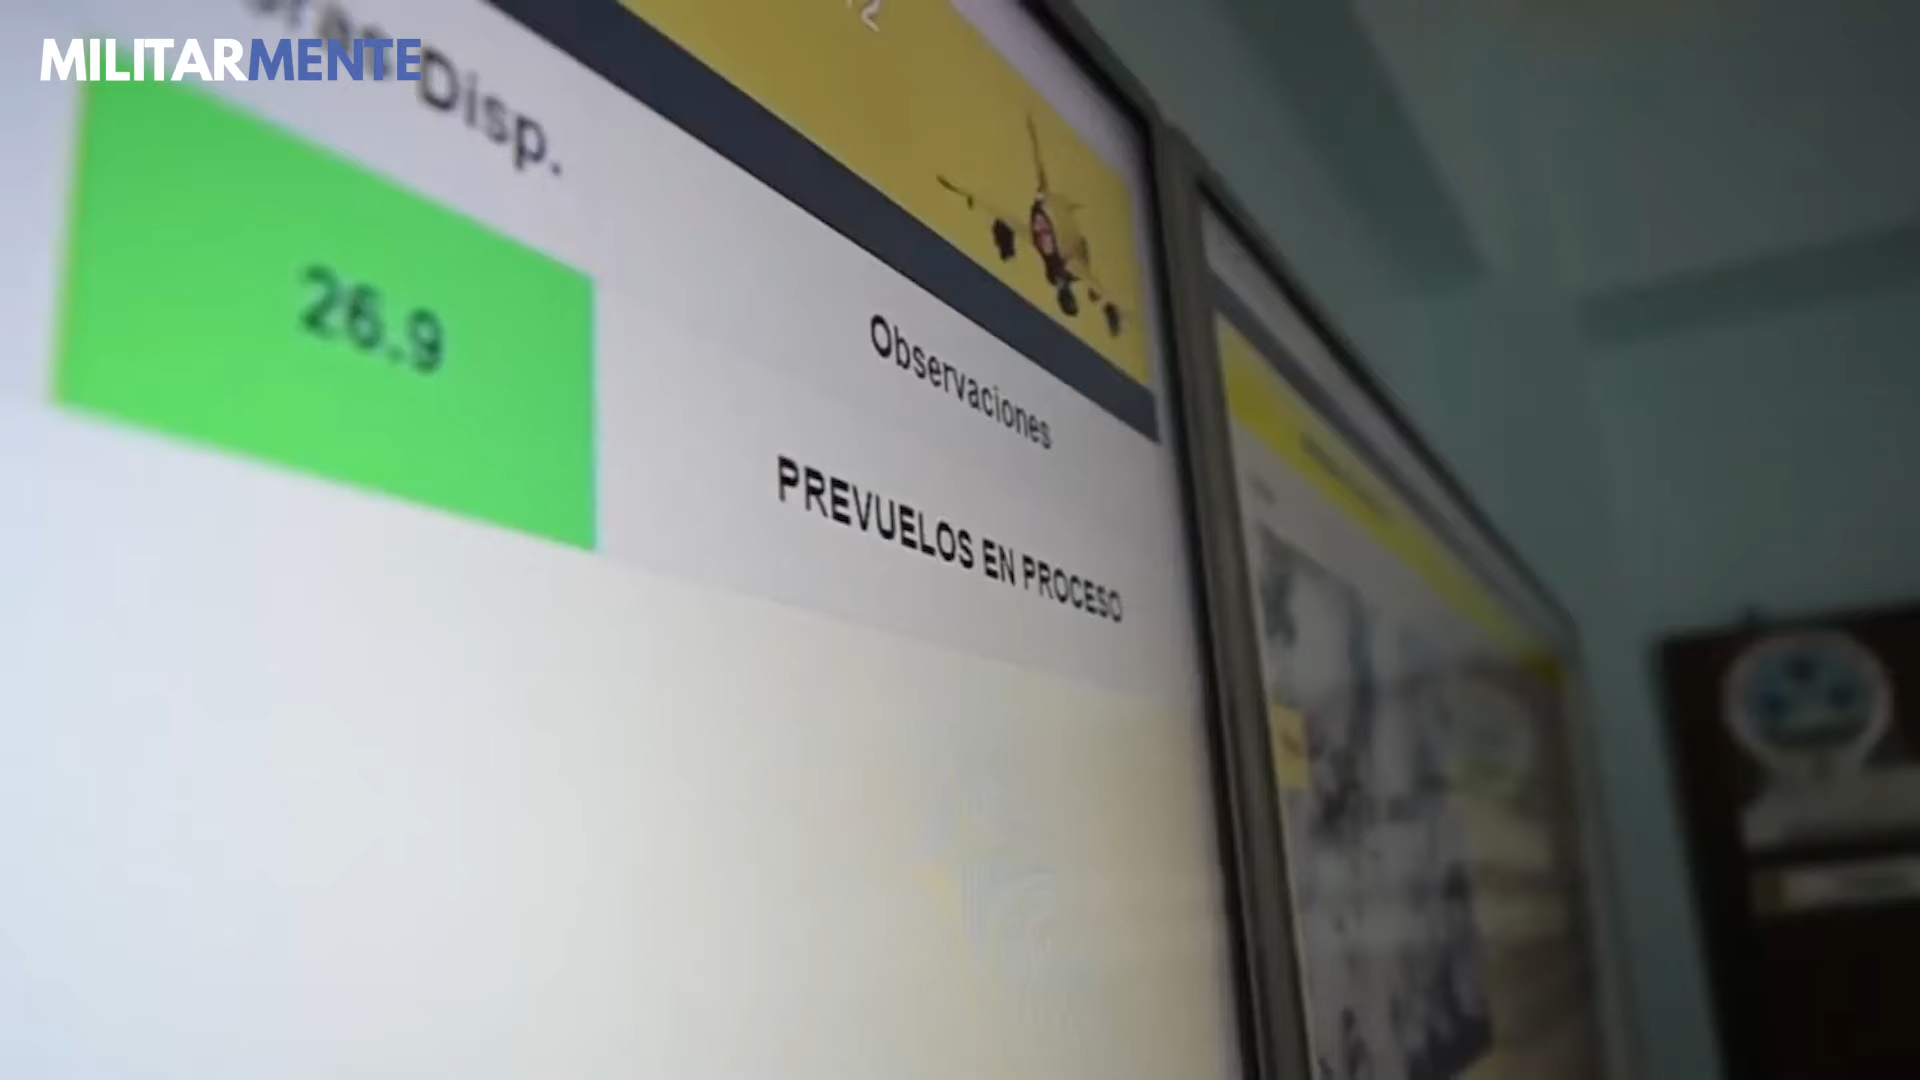 MILITARMENTE
Disp.
26.9
Observaciones
PREVUELOS EN PROCESO